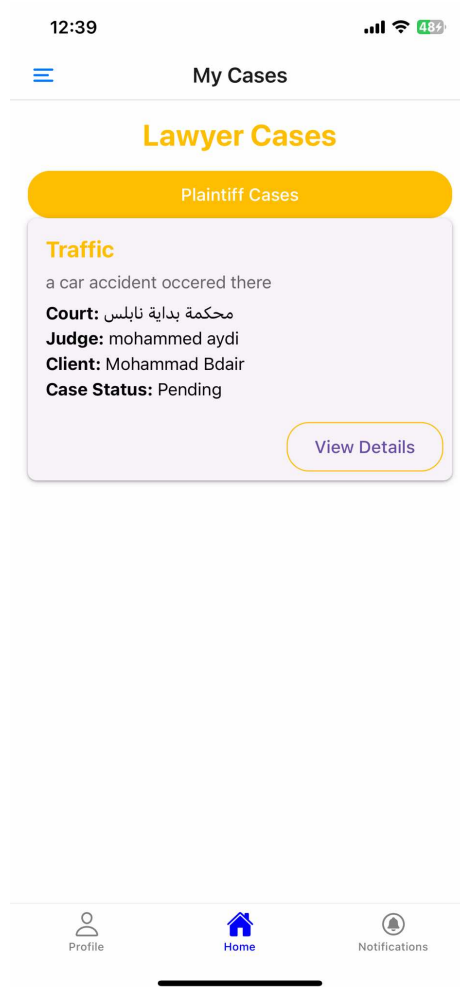 12:39
48
My Cases
Lawyer Cases
Plaintiff Cases
Traffic
a car accident occered there
Court: محكمة بداية نابلس
Judge: mohammed aydi
Client: Mohammad Bdair
Case Status: Pending
View Details
Profile
Home
Notifications